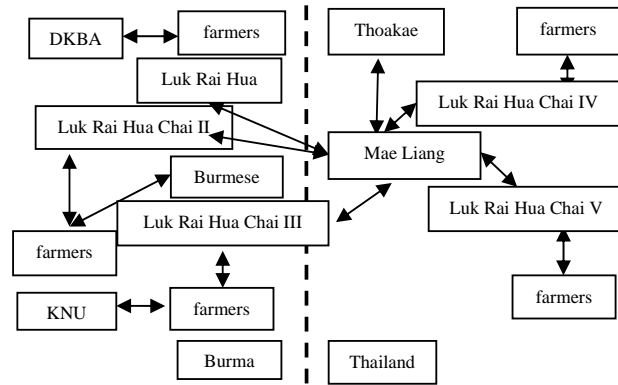 DKBA
farmers
Thoakae
farmers
Luk Rai Hua
Luk Rai Hua Chai IV
Luk Rai Hua Chai II
Mae Liang
Burmese
Luk Rai Hua Chai III
Luk Rai Hua Chai V
farmers
farmers
KNU
farmers
Burma
Thailand